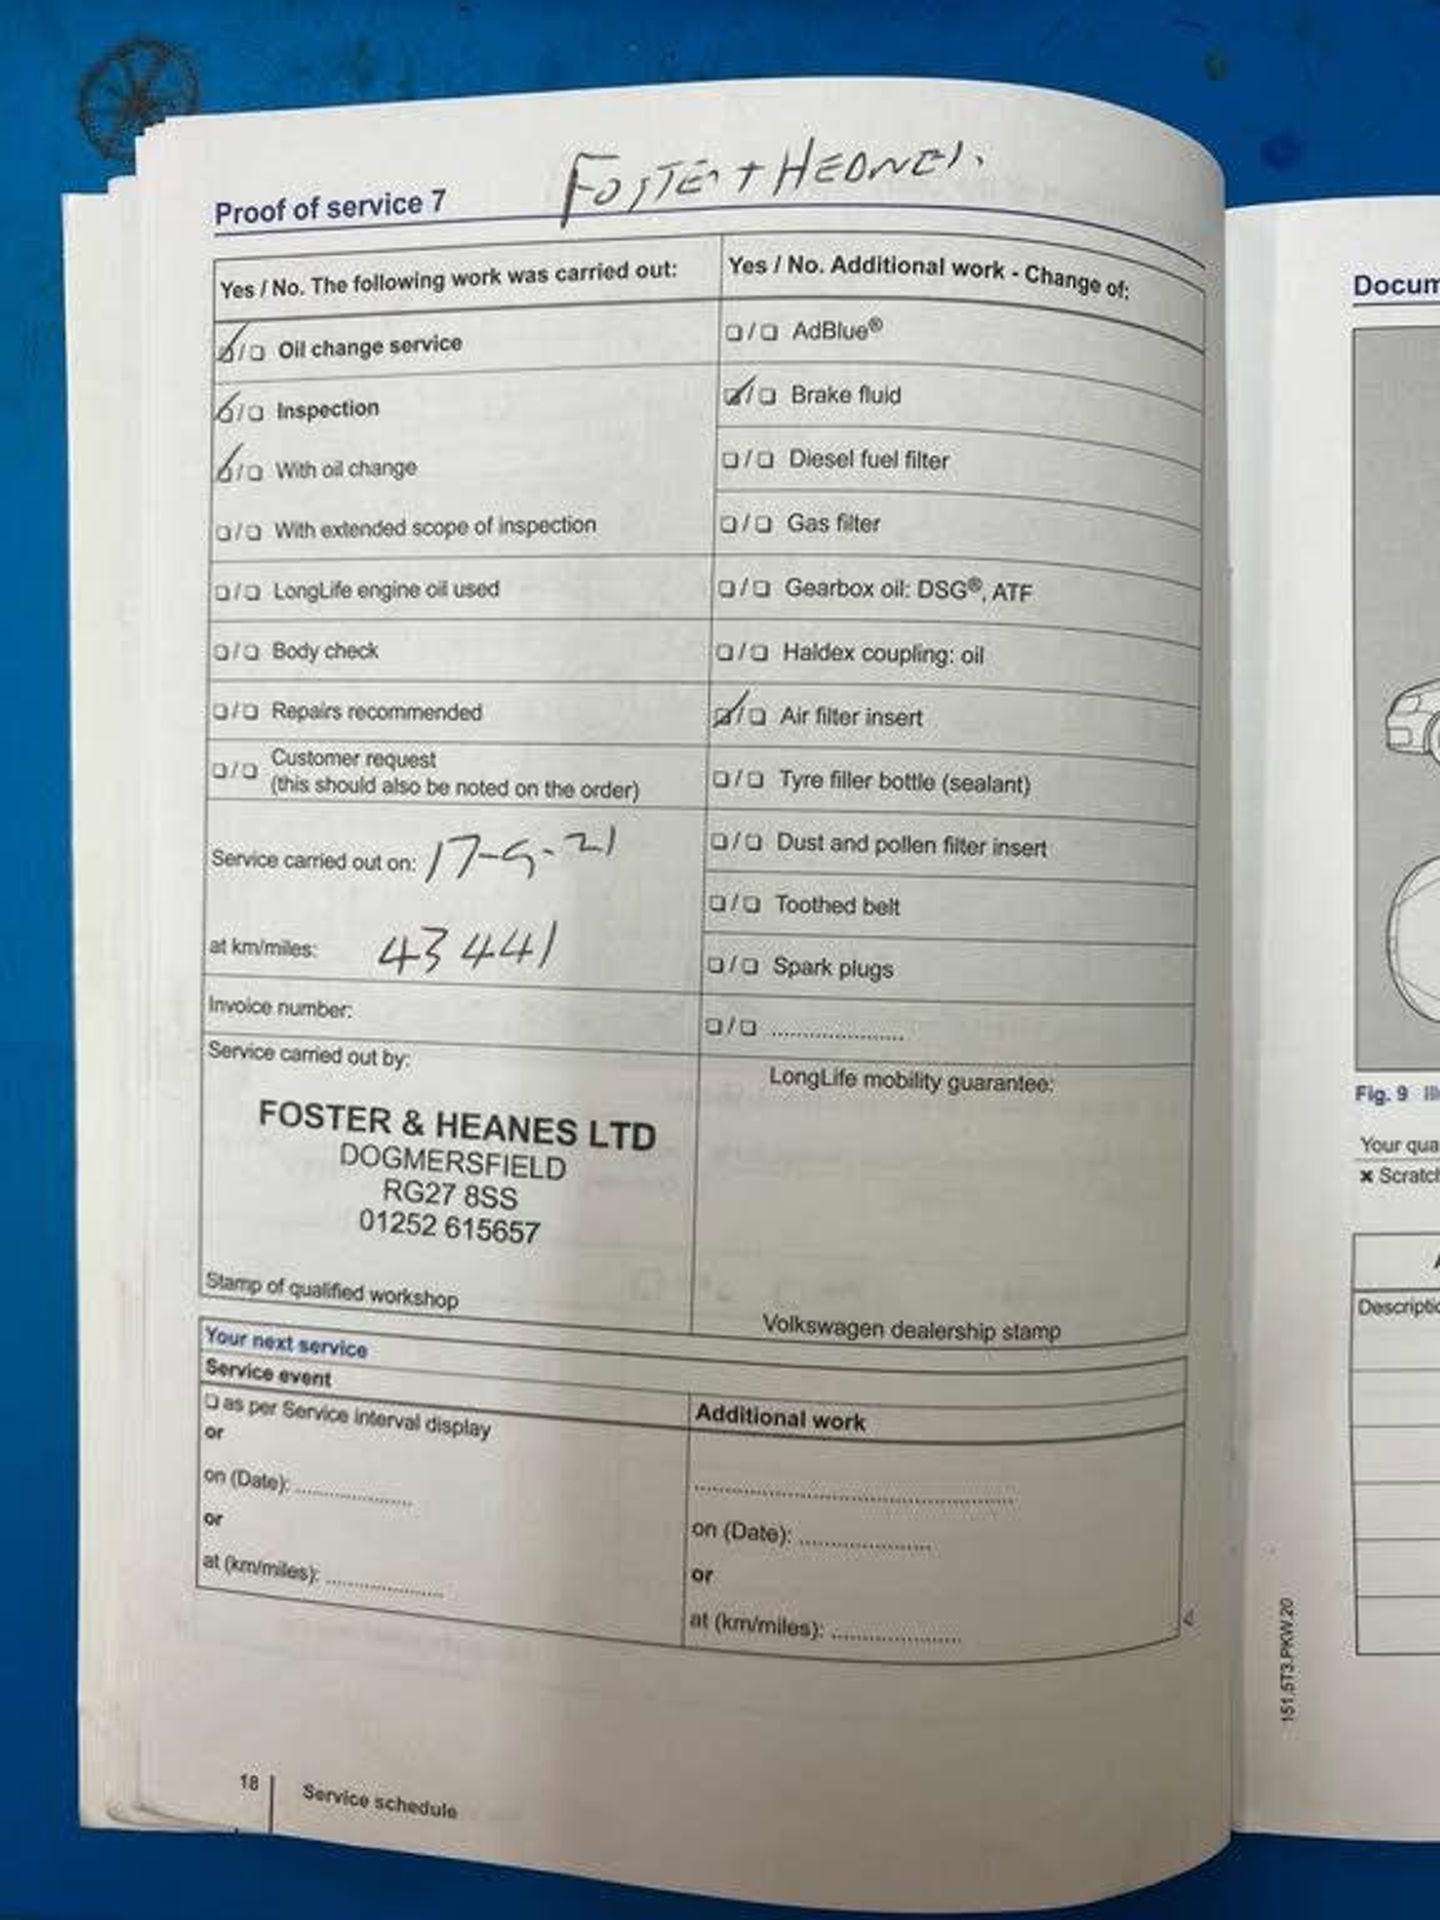 Proof of service 7
FOSTER + HEANES.
Yes / No. The following work was carried out:
❑/❑ Oil change service
❑/❑ Inspection
❑/❑ With oil change
❑/❑ With extended scope of inspection
❑/❑ LongLife engine oil used
❑/❑ Body check
❑/❑ Repairs recommended
❑/❑ Customer request
(this should also be noted on the order)
Service carried out on: 17-9-21
at km/miles: 43441
Invoice number:
Service carried out by:
FOSTER & HEANES LTD
DOGMERSFIELD
RG27 8SS
01252 615657
Stamp of qualified workshop
Yes / No. Additional work - Change of:
❑/❑ AdBlue®
❑/❑ Brake fluid
❑/❑ Diesel fuel filter
❑/❑ Gas filter
❑/❑ Gearbox oil: DSG®, ATF
❑/❑ Haldex coupling: oil
❑/❑ Air filter insert
❑/❑ Tyre filler bottle (sealant)
❑/❑ Dust and pollen filter insert
❑/❑ Toothed belt
❑/❑ Spark plugs
❑/❑ ......................
LongLife mobility guarantee:
Volkswagen dealership stamp
Your next service
Service event
❑ as per Service interval display
or
on (Date): ....................
or
at (km/miles): ....................
Additional work
......................................................
on (Date): ......................
or
at (km/miles): ......................
18
Service schedule
151.5T3.PKW.20
Docum
Fig. 9
Your qua
× Scratch
Descriptio